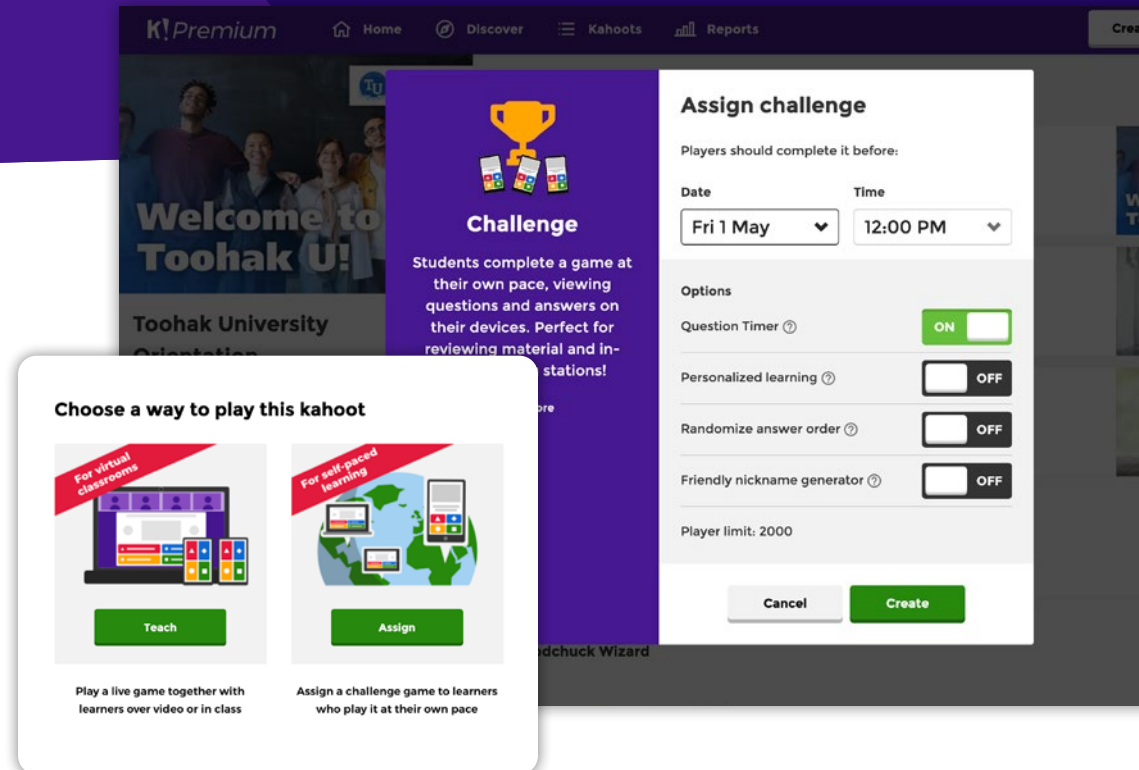 K! Premium
Home
Discover
Kahoots
Reports
TU
Welcome to
Toohak U!
Toohak University
Orientation
Challenge
Students complete a game at
their own pace, viewing
questions and answers on
their devices. Perfect for
reviewing material and in-
stations!
Assign challenge
Players should complete it before:
Date
Time
Fri 1 May
12:00 PM
Options
Question Timer
ON
Personalized learning
OFF
Randomize answer order
OFF
Friendly nickname generator
OFF
Player limit: 2000
Cancel
Create
Wizard
Choose a way to play this kahoot
For virtual
classrooms
For self-paced
learning
Teach
Assign
Play a live game together with
learners over video or in class
Assign a challenge game to learners
who play it at their own pace